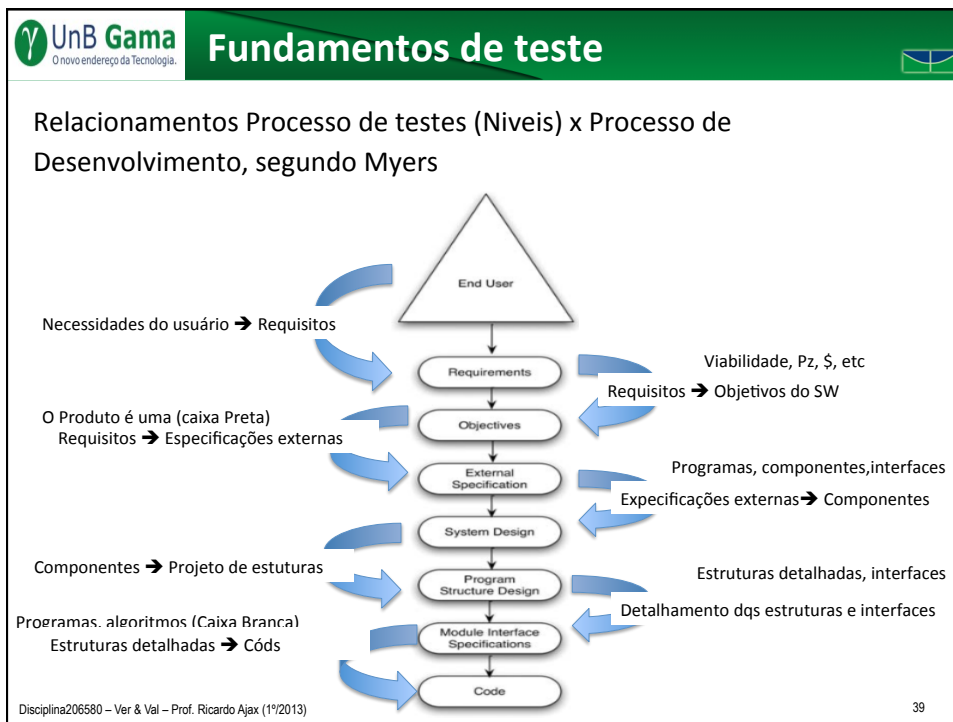 γ UnB Gama
O novo endereço da Tecnologia.
Fundamentos de teste
Relacionamentos Processo de testes (Niveis) x Processo de
Desenvolvimento, segundo Myers
End User
Necessidades do usuário ➔ Requisitos
Viabilidade, Pz, $, etc
Requirements
Requisitos ➔ Objetivos do SW
O Produto é uma (caixa Preta)
Objectives
Requisitos ➔ Especificações externas
External
Specification
Programas, componentes,interfaces
Expecificações externas➔ Componentes
System Design
Componentes ➔ Projeto de estuturas
Program
Structure Design
Estruturas detalhadas, interfaces
Detalhamento dqs estruturas e interfaces
Programas, algoritmos (Caixa Branca)
Module Interface
Specifications
Estruturas detalhadas ➔ Códs
Code
Disciplina206580 – Ver & Val – Prof. Ricardo Ajax (1º/2013)
39